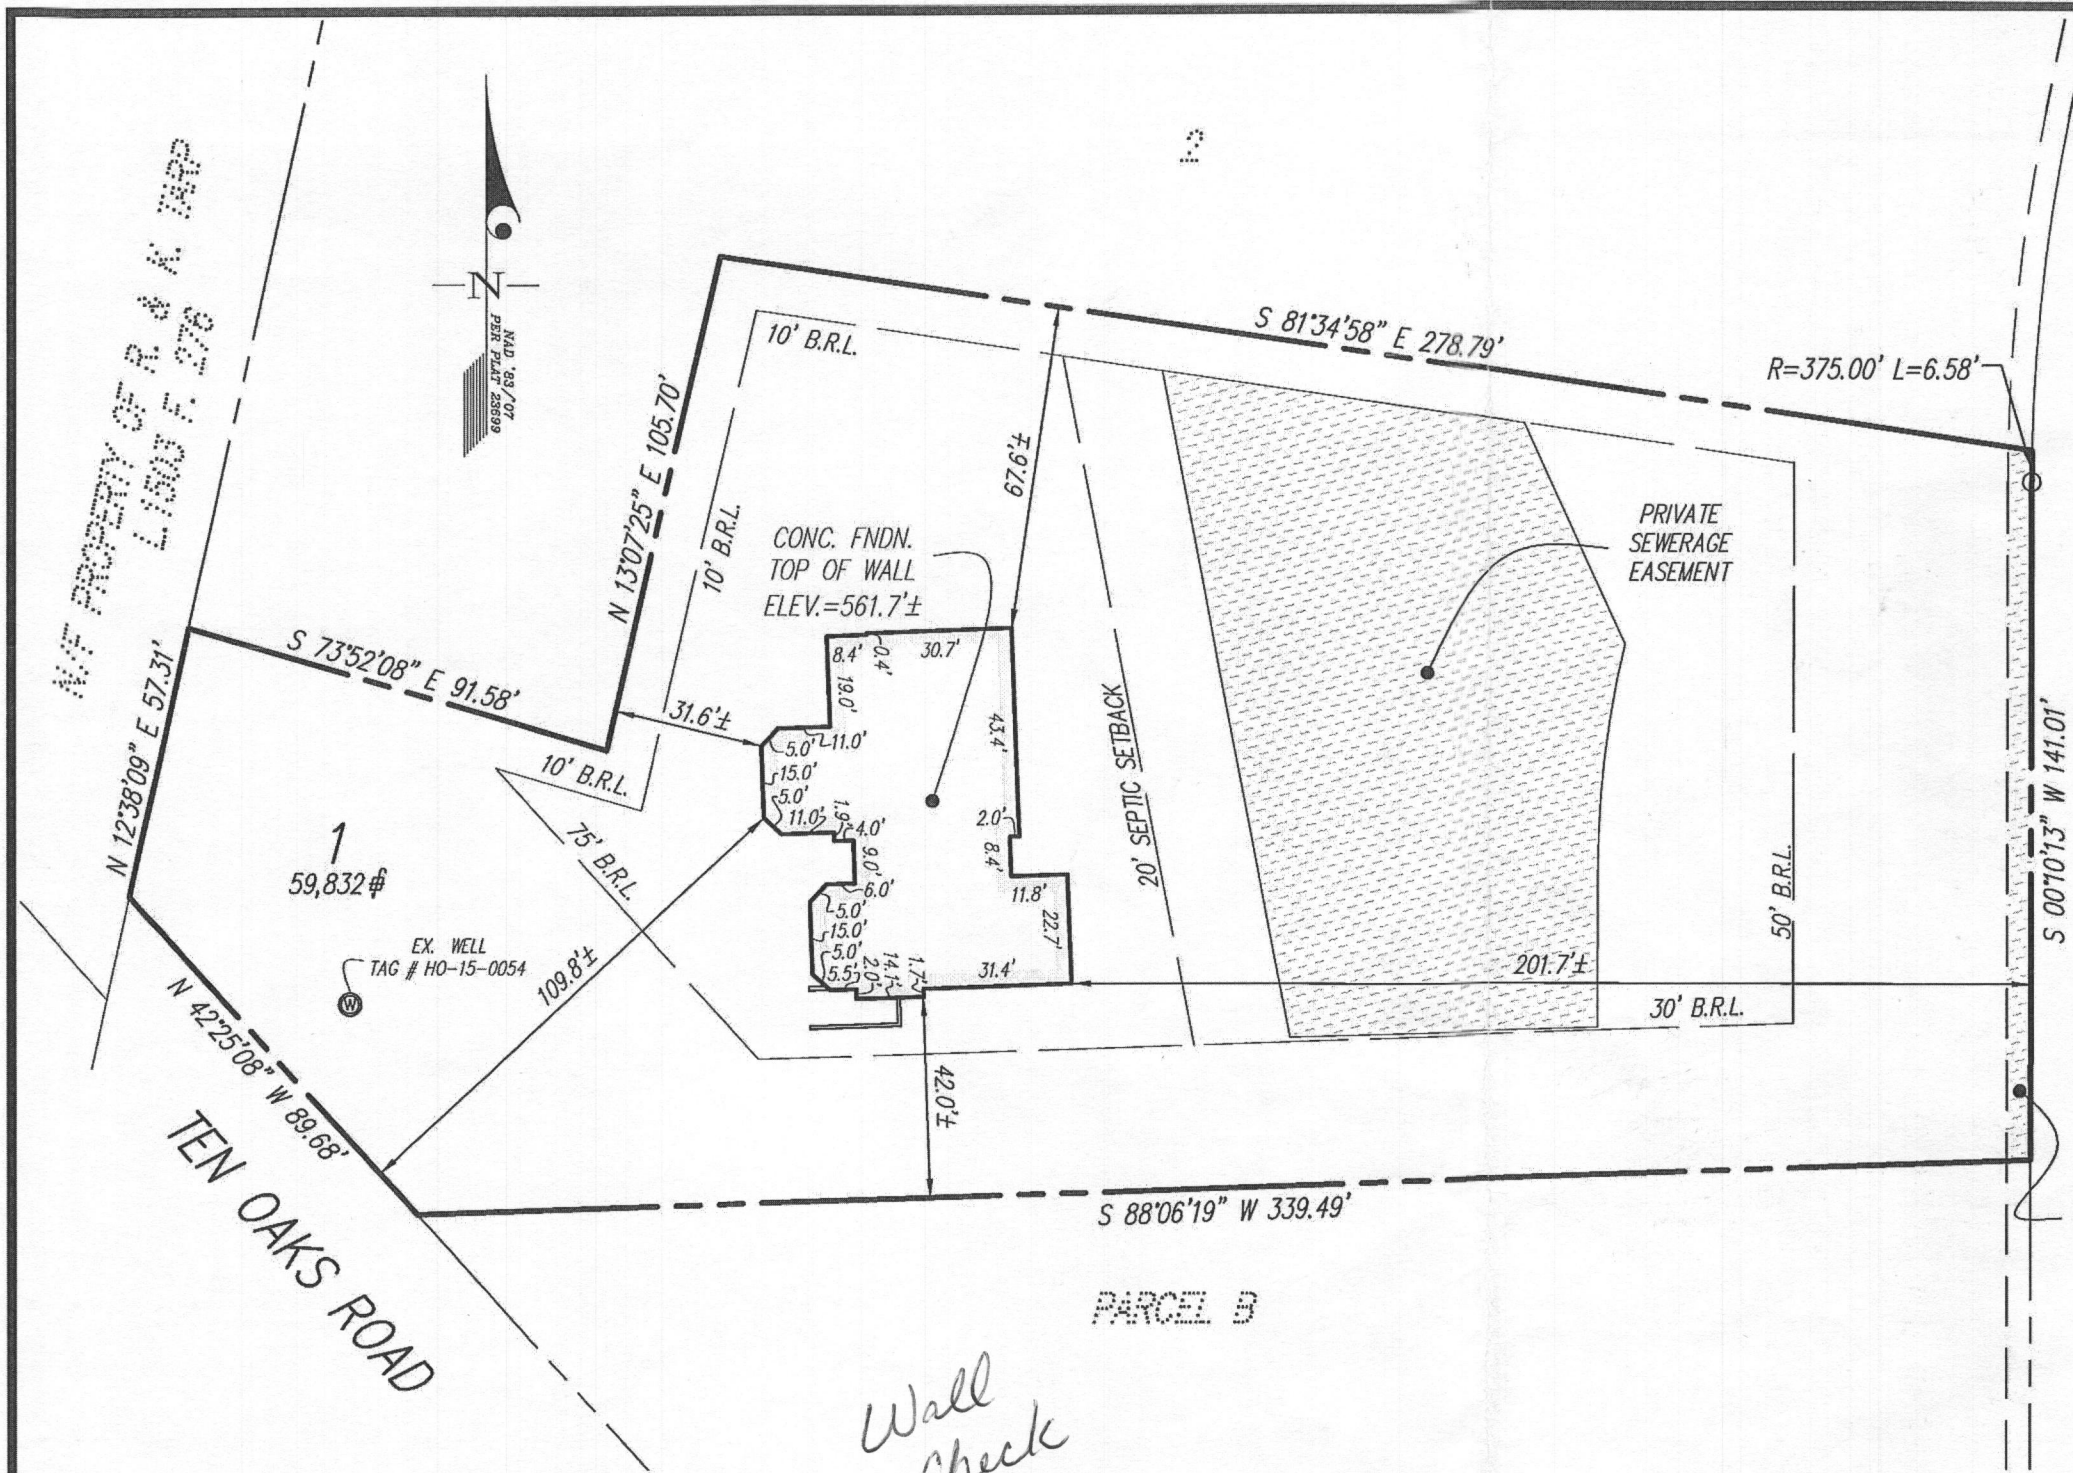 2
N/F PROPERTY OF R. & K. TARP
L.11503 F. 276
N
NAD '83/'07
PER PLAT 23699
S 81°34'58" E 278.79'
R=375.00' L=6.58'
10' B.R.L.
N 13°07'25" E 105.70'
10' B.R.L.
67.6'±
CONC. FNDN.
TOP OF WALL
ELEV.=561.7'±
PRIVATE
SEWERAGE
EASEMENT
S 73°52'08" E 91.58'
N 12°38'09" E 57.31'
31.6'±
10' B.R.L.
75' B.R.L.
8.4'
0.4'
30.7'
19.0'
11.0'
5.0'
15.0'
5.0'
11.0'
1.9'
4.0'
9.0'
6.0'
5.0'
15.0'
5.0'
5.5'
2.0'
14.1'
1.7'
31.4'
43.4'
2.0'
8.4'
11.8'
22.7'
20' SEPTIC SETBACK
50' B.R.L.
S 00°10'13" W 141.01'
201.7'±
30' B.R.L.
1
59,832
EX. WELL
TAG # HO-15-0054
W
109.8'±
42.0'±
N 42°25'08" W 89.68'
TEN OAKS ROAD
S 88°06'19" W 339.49'
PARCEL B
Wall
Check